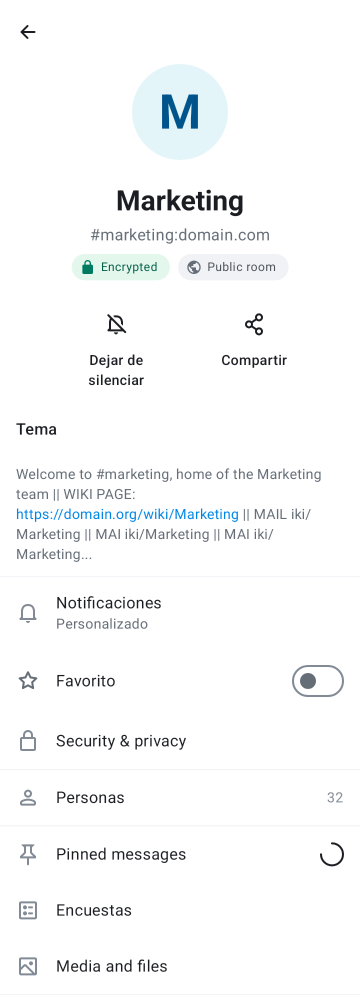 M
Marketing
#marketing:domain.com
Encrypted
Public room
Dejar de
silenciar
Compartir
Tema
Welcome to #marketing, home of the Marketing
team || WIKI PAGE:
https://domain.org/wiki/Marketing || MAIL iki/
Marketing || MAI iki/Marketing || MAI iki/
Marketing...
Notificaciones
Personalizado
Favorito
Security & privacy
Personas 32
Pinned messages
Encuestas
Media and files